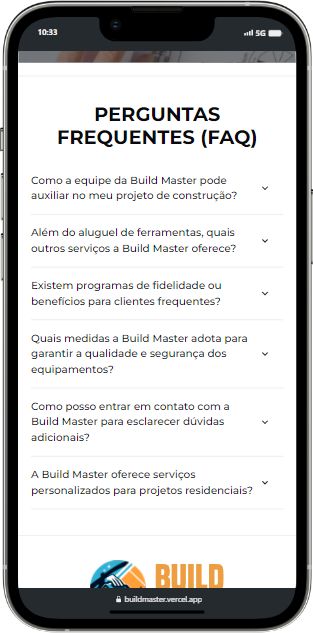 10:33
5G
PERGUNTAS
FREQUENTES (FAQ)
Como a equipe da Build Master pode
auxiliar no meu projeto de construção?
Além do aluguel de ferramentas, quais
outros serviços a Build Master oferece?
Existem programas de fidelidade ou
benefícios para clientes frequentes?
Quais medidas a Build Master adota para
garantir a qualidade e segurança dos
equipamentos?
Como posso entrar em contato com a
Build Master para esclarecer dúvidas
adicionais?
A Build Master oferece serviços
personalizados para projetos residenciais?
BUILD
buildmaster.vercel.app